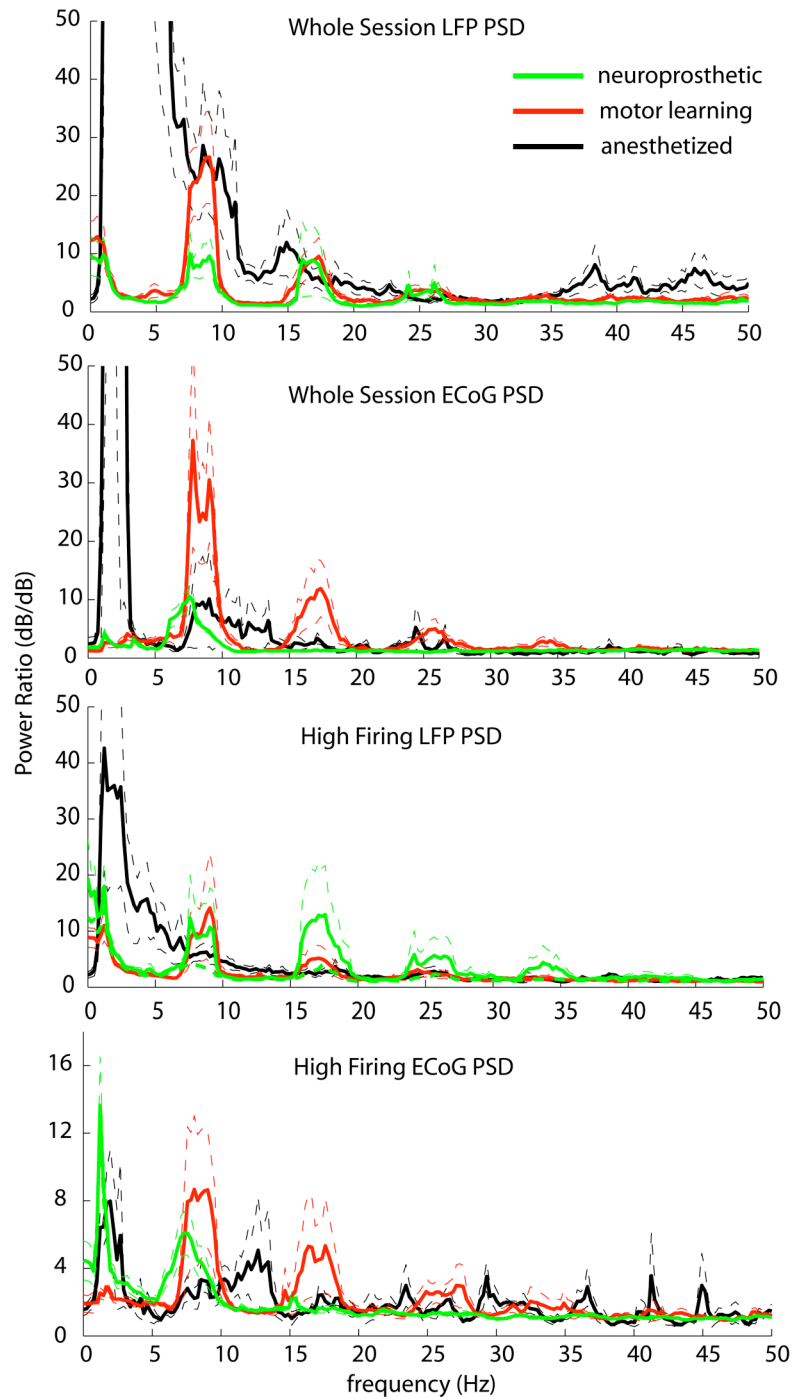 Whole Session LFP PSD
neuroprosthetic
motor learning
anesthetized
50
40
30
20
10
0
0 5 10 15 20 25 30 35 40 45 50
Whole Session ECoG PSD
50
40
30
20
10
0
0 5 10 15 20 25 30 35 40 45 50
Power Ratio (dB/dB)
High Firing LFP PSD
50
40
30
20
10
0
0 5 10 15 20 25 30 35 40 45 50
High Firing ECoG PSD
16
12
8
4
0
0 5 10 15 20 25 30 35 40 45 50
frequency (Hz)